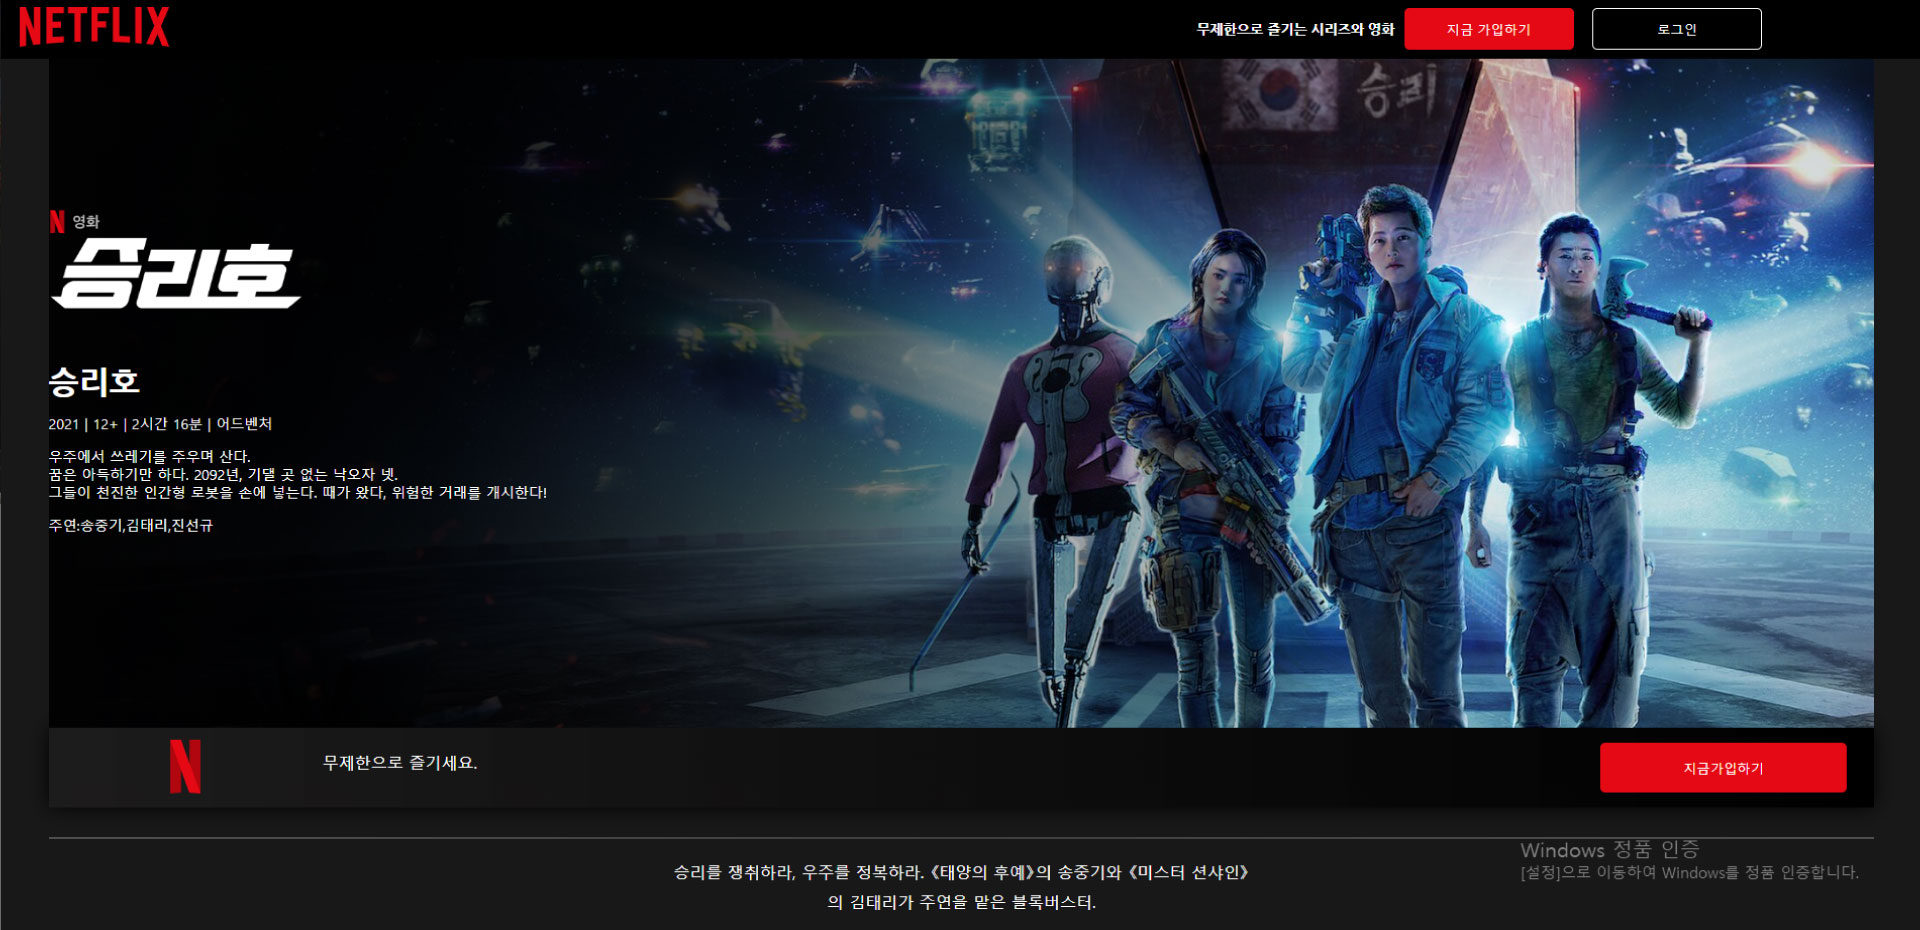 NETFLIX
무제한으로 즐기는 시리즈와 영화
지금 가입하기
로그인
승리
N 영화
승리호
승리호
2021 | 12+ | 2시간 16분 | 어드벤처
우주에서 쓰레기를 주우며 산다.
꿈은 아득하기만 하다. 2092년, 기댈 곳 없는 낙오자 넷.
그들이 천진한 인간형 로봇을 손에 넣는다. 때가 왔다, 위험한 거래를 개시한다!
주연:송중기,김태리,진선규
N
무제한으로 즐기세요.
지금가입하기
승리를 쟁취하라, 우주를 정복하라. 《태양의 후예》의 송중기와 《미스터 션샤인》
의 김태리가 주연을 맡은 블록버스터.
Windows 정품 인증
[설정]으로 이동하여 Windows를 정품 인증합니다.